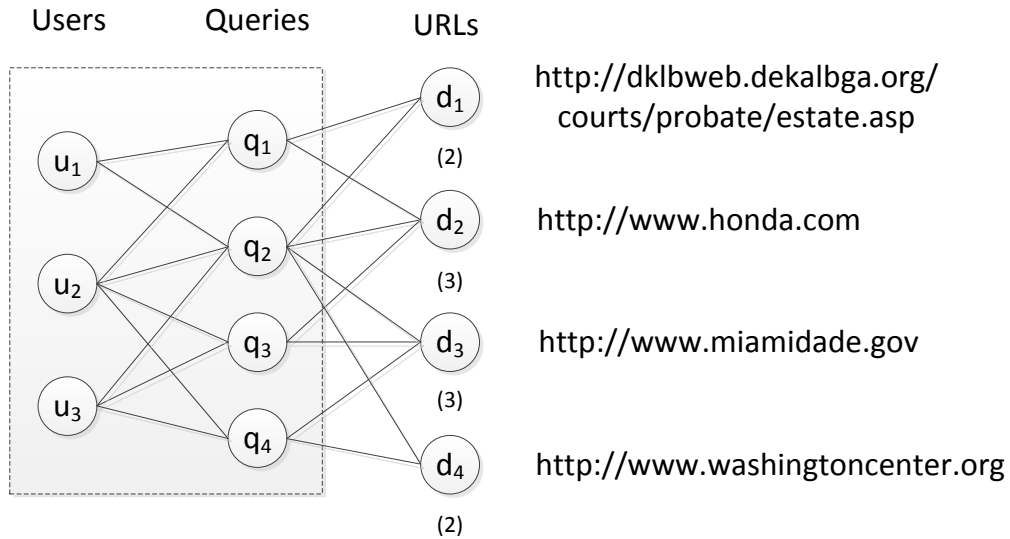 Users Queries URLs
u1 q1 d1 http://dklbweb.dekalbga.org/
courts/probate/estate.asp
(2)
u2 q2 d2 http://www.honda.com
(3)
u3 q3 d3 http://www.miamidade.gov
(3)
q4 d4 http://www.washingtoncenter.org
(2)